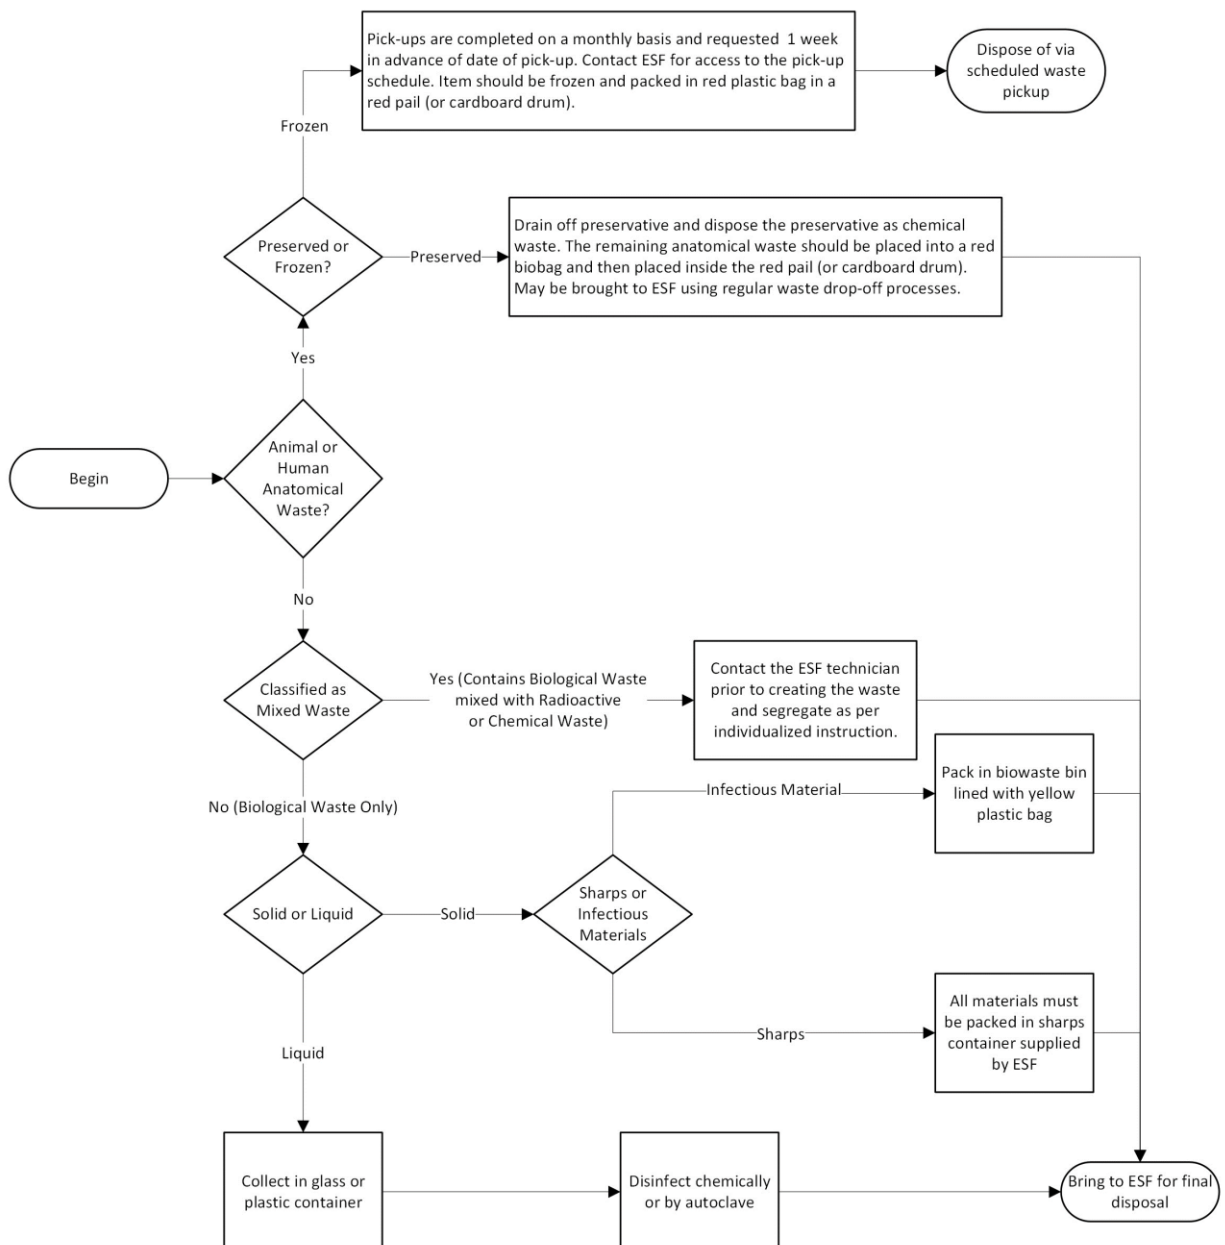 Pick-ups are completed on a monthly basis and requested  1 week
in advance of date of pick-up. Contact ESF for access to the pick-up
schedule. Item should be frozen and packed in red plastic bag in a
red pail (or cardboard drum).
Dispose of via
scheduled waste
pickup
Frozen
Preserved or
Frozen?
Preserved
Drain off preservative and dispose the preservative as chemical
waste. The remaining anatomical waste should be placed into a red
biobag and then placed inside the red pail (or cardboard drum).
May be brought to ESF using regular waste drop-off processes.
Yes
Begin
Animal or
Human
Anatomical
Waste?
No
Classified as
Mixed Waste
Yes (Contains Biological Waste
mixed with Radioactive
or Chemical Waste)
Contact the ESF technician
prior to creating the waste
and segregate as per
individualized instruction.
No (Biological Waste Only)
Infectious Material
Pack in biowaste bin
lined with yellow
plastic bag
Solid or Liquid
Solid
Sharps or
Infectious
Materials
Sharps
All materials must
be packed in sharps
container supplied
by ESF
Liquid
Collect in glass or
plastic container
Disinfect chemically
or by autoclave
Bring to ESF for final
disposal